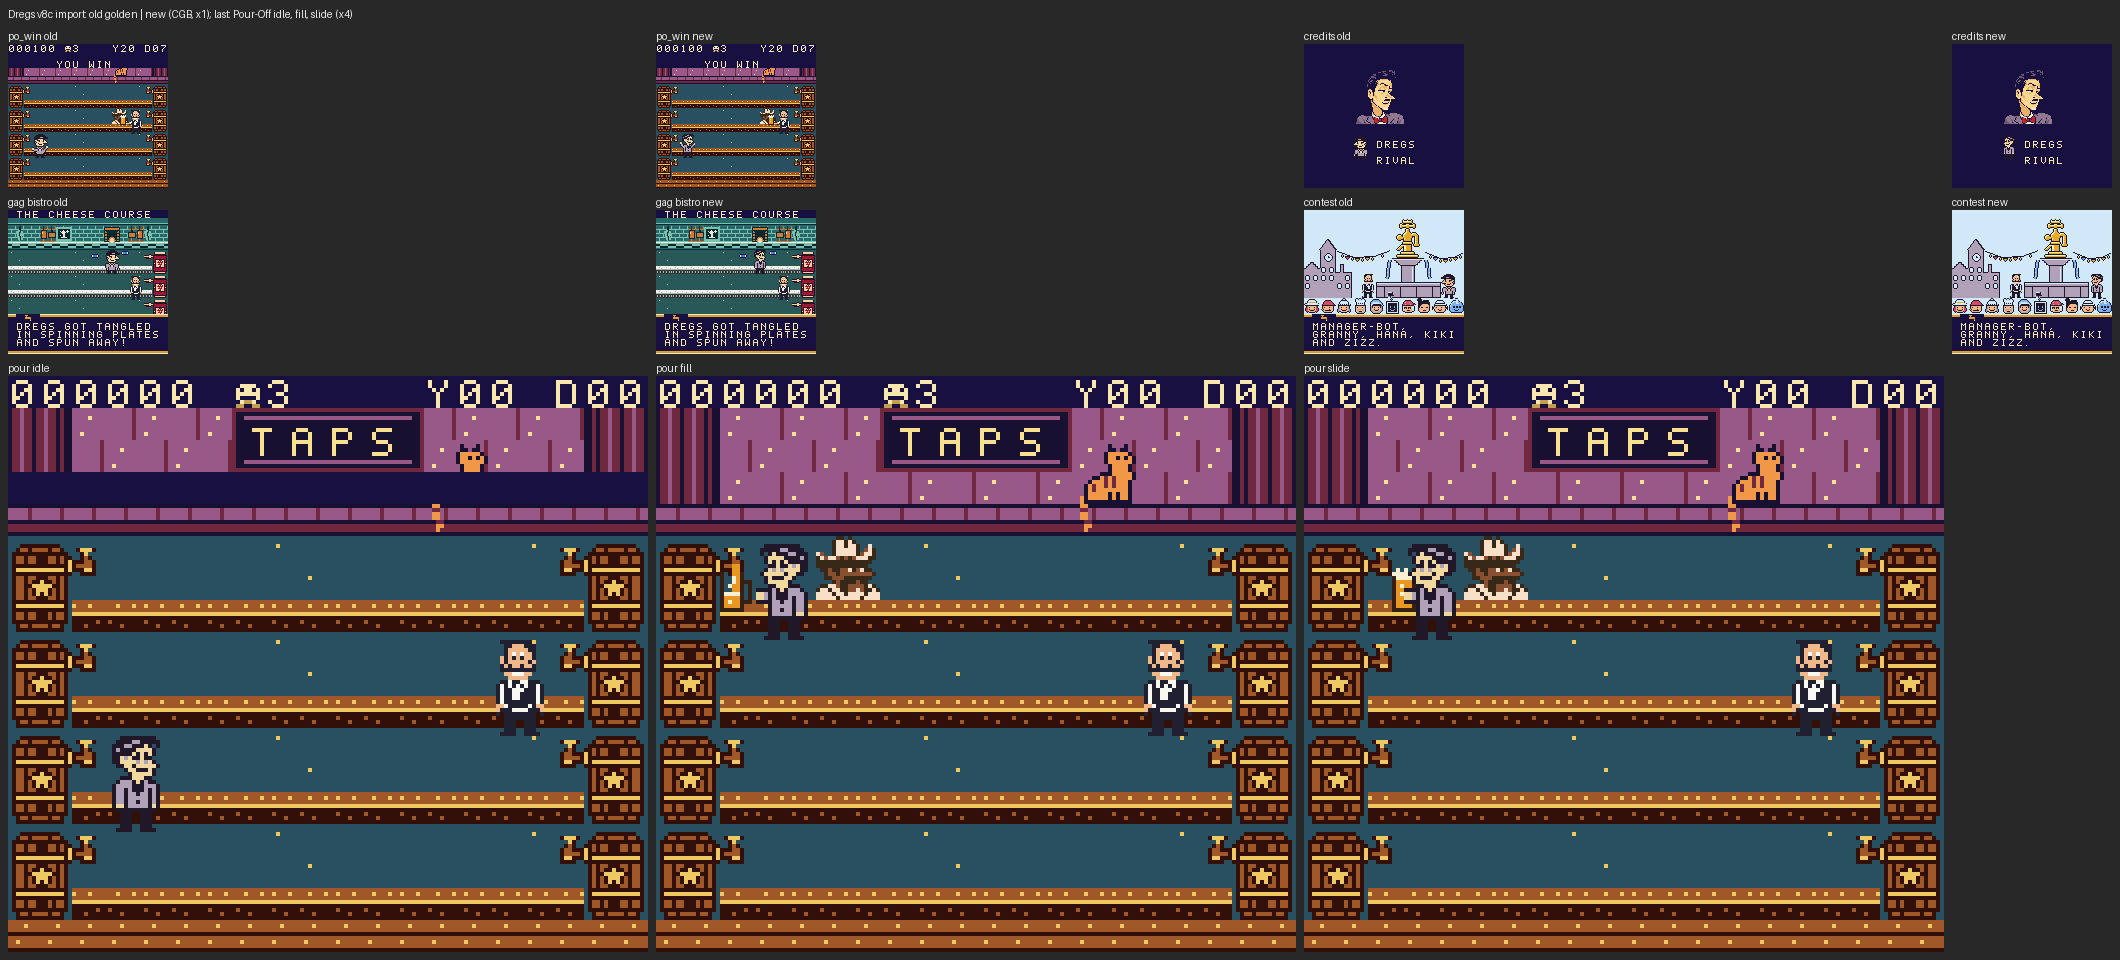 Dregs v8c import: old golden | new (CGB, x1); last: Pour-Off idle, fill, slide (x4)
po_win old
000100 3 Y20 D07
YOU WIN
po_win new
000100 3 Y20 D07
YOU WIN
credits old
DREGS
RIVAL
credits new
DREGS
RIVAL
gag bistro old
THE CHEESE COURSE
DREGS GOT TANGLED
IN SPINNING PLATES
AND SPUN AWAY!
gag bistro new
THE CHEESE COURSE
DREGS GOT TANGLED
IN SPINNING PLATES
AND SPUN AWAY!
contest old
MANAGER-BOT,
GRANNY, HANA, KIKI
AND ZIZZ.
contest new
MANAGER-BOT,
GRANNY, HANA, KIKI
AND ZIZZ.
pour idle
000000 3 Y00 D00
TAPS
pour fill
000000 3 Y00 D00
TAPS
pour slide
000000 3 Y00 D00
TAPS